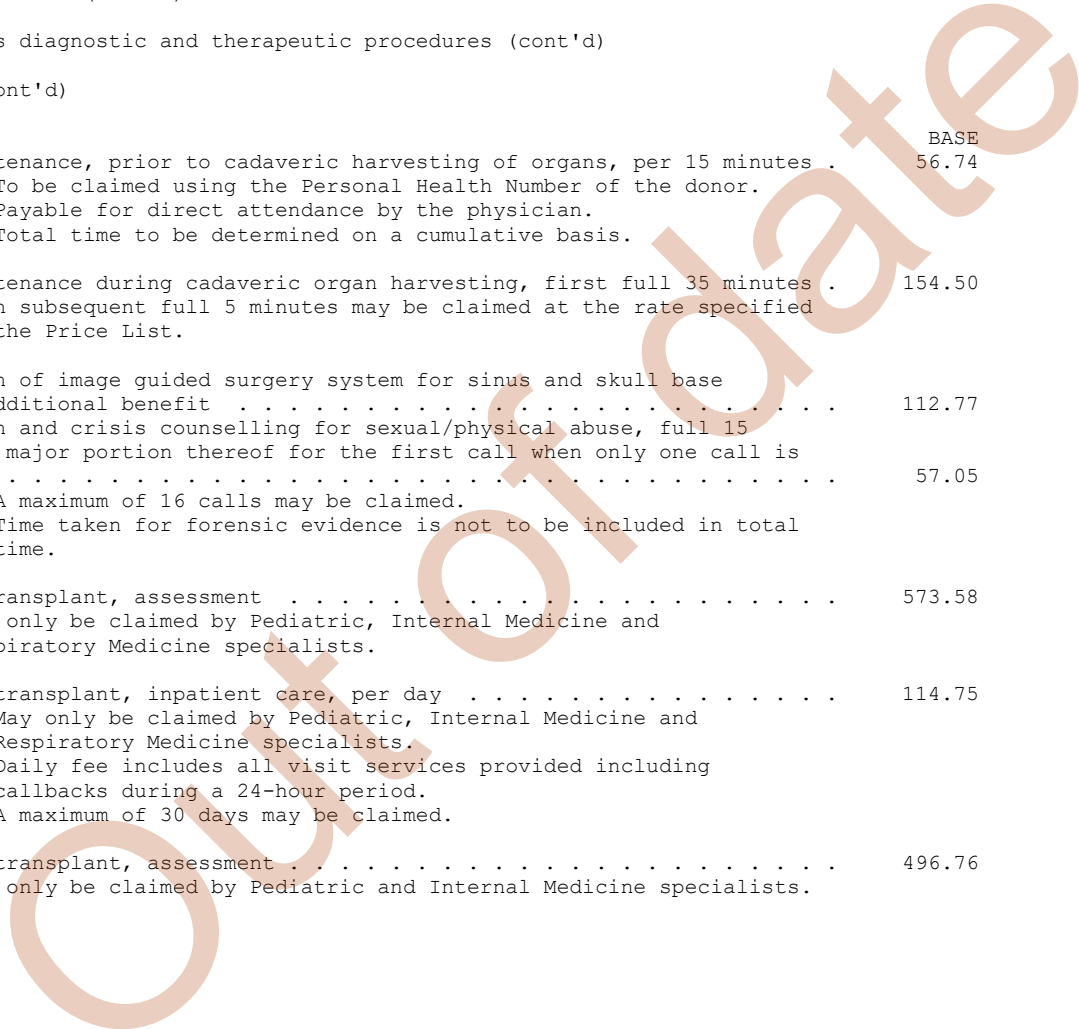 s diagnostic and therapeutic procedures (cont'd)
ont'd)
BASE
tenance, prior to cadaveric harvesting of organs, per 15 minutes . 56.74
To be claimed using the Personal Health Number of the donor.
Payable for direct attendance by the physician.
Total time to be determined on a cumulative basis.
tenance during cadaveric organ harvesting, first full 35 minutes . 154.50
n subsequent full 5 minutes may be claimed at the rate specified
the Price List.
n of image guided surgery system for sinus and skull base
dditional benefit . . . . . . . . . . . . . . . . . . . . . . . 112.77
n and crisis counselling for sexual/physical abuse, full 15
major portion thereof for the first call when only one call is
. . . . . . . . . . . . . . . . . . . . . . . . . . . . . . . . 57.05
A maximum of 16 calls may be claimed.
Time taken for forensic evidence is not to be included in total
time.
ransplant, assessment . . . . . . . . . . . . . . . . . . . . . 573.58
only be claimed by Pediatric, Internal Medicine and
piratory Medicine specialists.
transplant, inpatient care, per day . . . . . . . . . . . . . . 114.75
May only be claimed by Pediatric, Internal Medicine and
Respiratory Medicine specialists.
Daily fee includes all visit services provided including
callbacks during a 24-hour period.
A maximum of 30 days may be claimed.
transplant, assessment . . . . . . . . . . . . . . . . . . . . . 496.76
only be claimed by Pediatric and Internal Medicine specialists.
Out of date